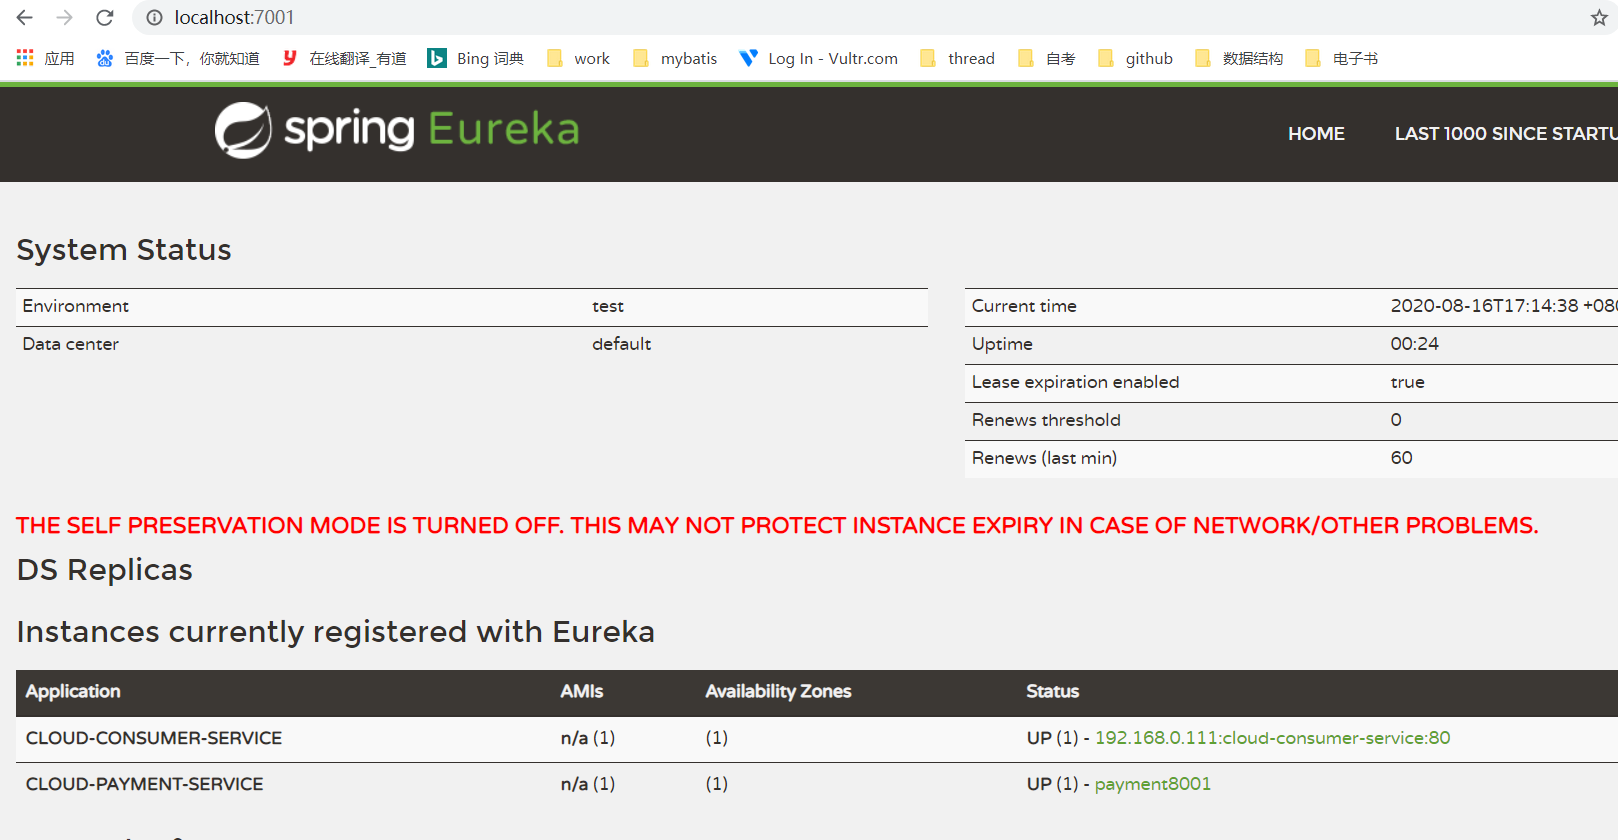 localhost:7001
应用 百度一下，你就知道 在线翻译_有道 Bing 词典 work mybatis Log In - Vultr.com thread 自考 github 数据结构 电子书
spring Eureka HOME LAST 1000 SINCE STARTU
System Status
Environment test
Data center default
Current time 2020-08-16T17:14:38 +080
Uptime 00:24
Lease expiration enabled true
Renews threshold 0
Renews (last min) 60
THE SELF PRESERVATION MODE IS TURNED OFF. THIS MAY NOT PROTECT INSTANCE EXPIRY IN CASE OF NETWORK/OTHER PROBLEMS.
DS Replicas
Instances currently registered with Eureka
Application AMIs Availability Zones Status
CLOUD-CONSUMER-SERVICE n/a (1) (1) UP (1) - 192.168.0.111:cloud-consumer-service:80
CLOUD-PAYMENT-SERVICE n/a (1) (1) UP (1) - payment8001